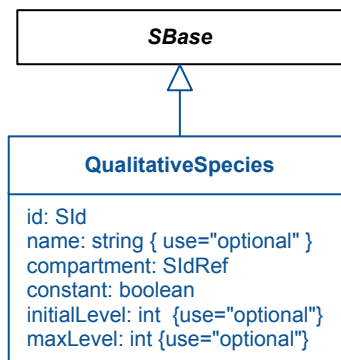 SBase
QualitativeSpecies
id: SId
name: string { use="optional" }
compartment: SIdRef
constant: boolean
initialLevel: int  {use="optional"}
maxLevel: int {use="optional"}